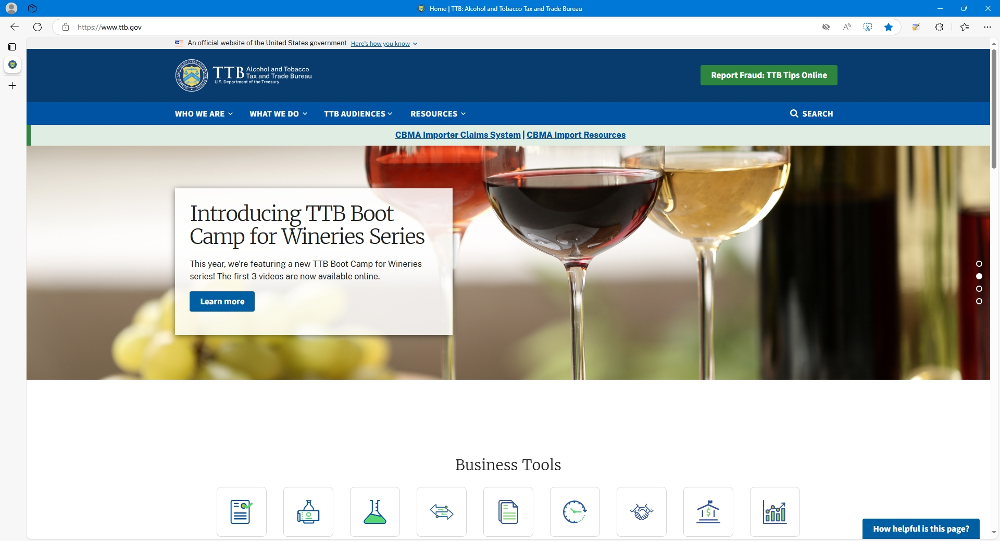 Home | TTB: Alcohol and Tobacco Tax and Trade Bureau
https://www.ttb.gov
An official website of the United States government Here's how you know
TTB Alcohol and Tobacco
Tax and Trade Bureau
U.S. Department of the Treasury
Report Fraud: TTB Tips Online
WHO WE ARE WHAT WE DO TTB AUDIENCES RESOURCES SEARCH
CBMA Importer Claims System | CBMA Import Resources
Introducing TTB Boot
Camp for Wineries Series
This year, we're featuring a new TTB Boot Camp for Wineries
series! The first 3 videos are now available online.
Learn more
Business Tools
How helpful is this page?